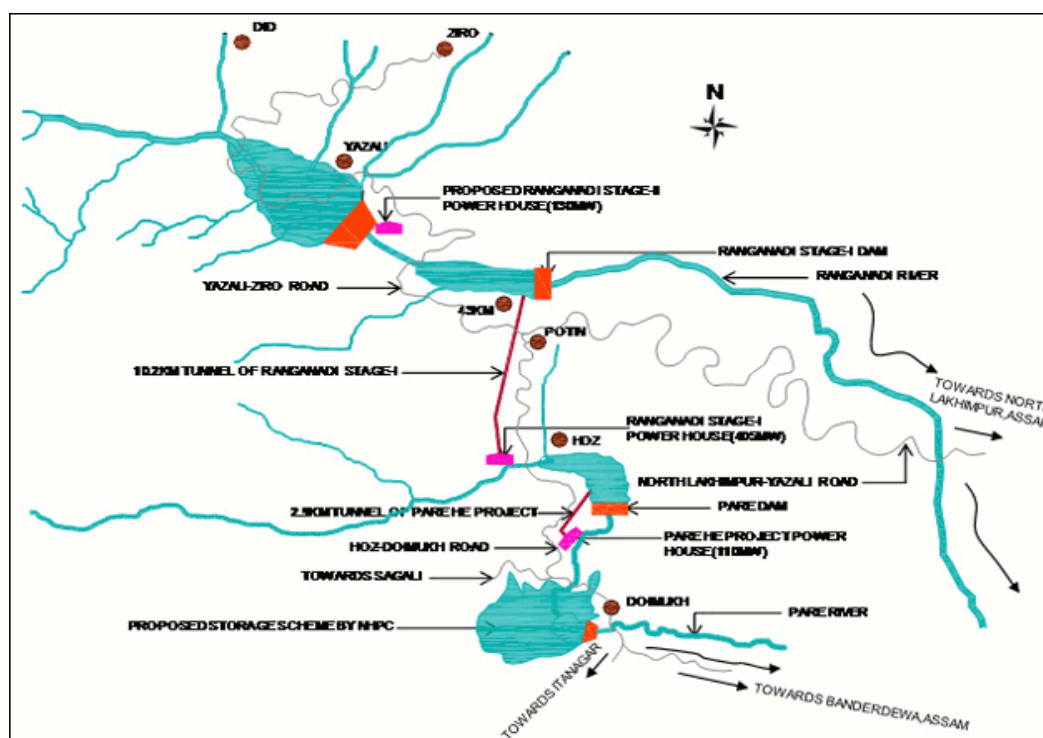 DID
ZIRO
N
YAZALI
PROPOSED RANGANADI STAGE-II
POWER HOUSE(130MW)
RANGANADI STAGE-I DAM
RANGANADI RIVER
YAZALI-ZIRO ROAD
43KM
POTIN
10.2KM TUNNEL OF RANGANADI STAGE-I
TOWARDS NORTH
LAKHIMPUR,ASSAM
RANGANADI STAGE-I
POWER HOUSE(405MW)
HOZ
NORTH LAKHIMPUR-YAZALI ROAD
2.9KM TUNNEL OF PARE HE PROJECT
PARE DAM
HOZ-DOIMUKH ROAD
PARE HE PROJECT POWER
HOUSE(110MW)
TOWARDS SAGALI
DOIMUKH
PROPOSED STORAGE SCHEME BY NHPC
PARE RIVER
TOWARDS ITANAGAR
TOWARDS BANDERDEWA,ASSAM